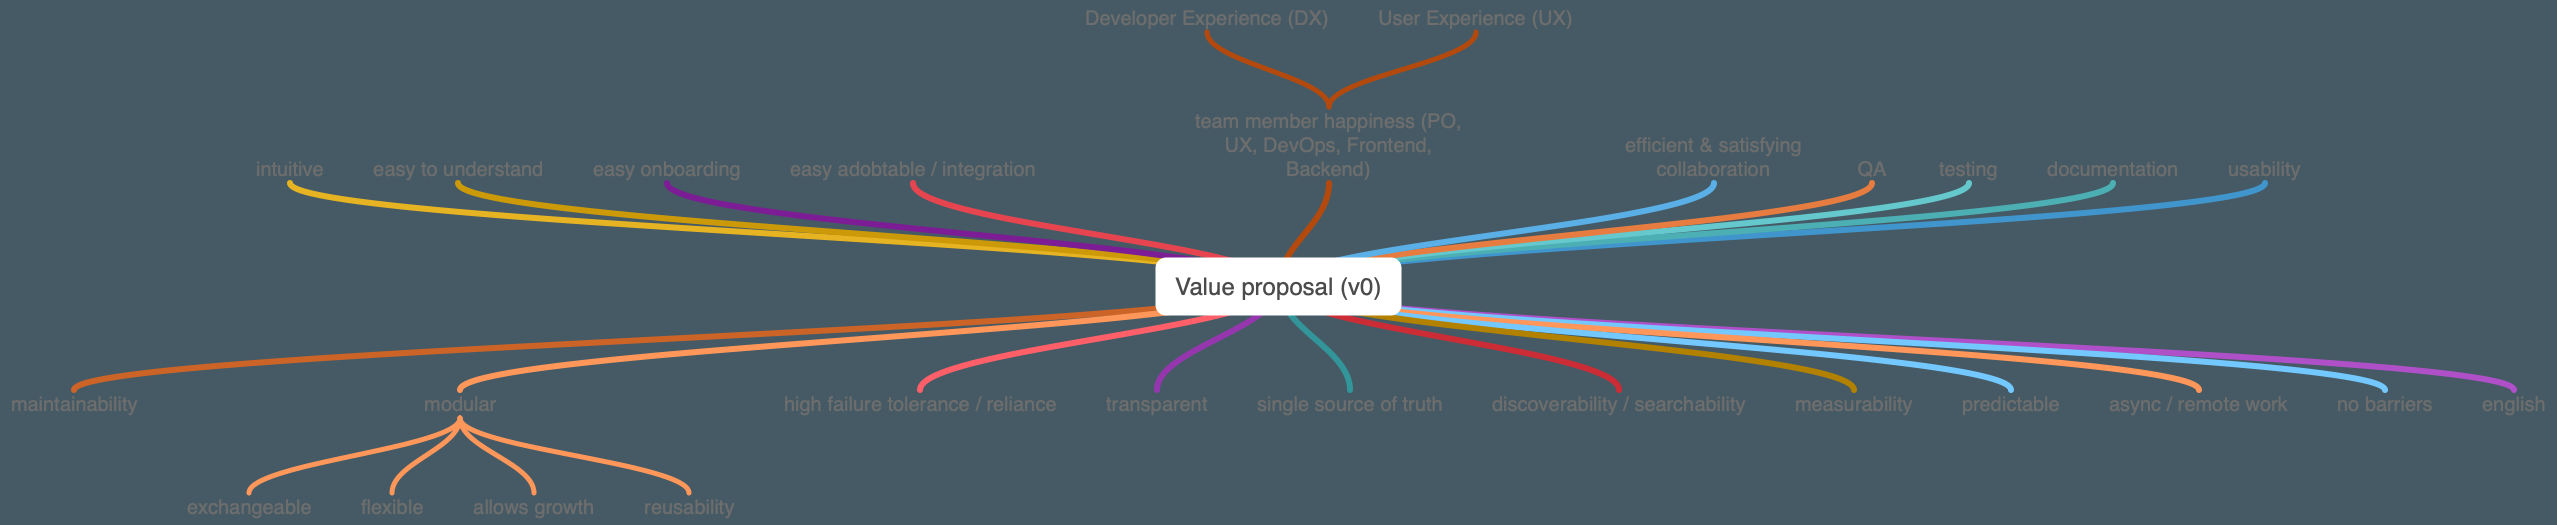 Developer Experience (DX)
User Experience (UX)
team member happiness (PO,
UX, DevOps, Frontend,
Backend)
efficient & satisfying
collaboration
intuitive
easy to understand
easy onboarding
easy adobtable / integration
QA
testing
documentation
usability
Value proposal (v0)
maintainability
modular
high failure tolerance / reliance
transparent
single source of truth
discoverability / searchability
measurability
predictable
async / remote work
no barriers
english
exchangeable
flexible
allows growth
reusability